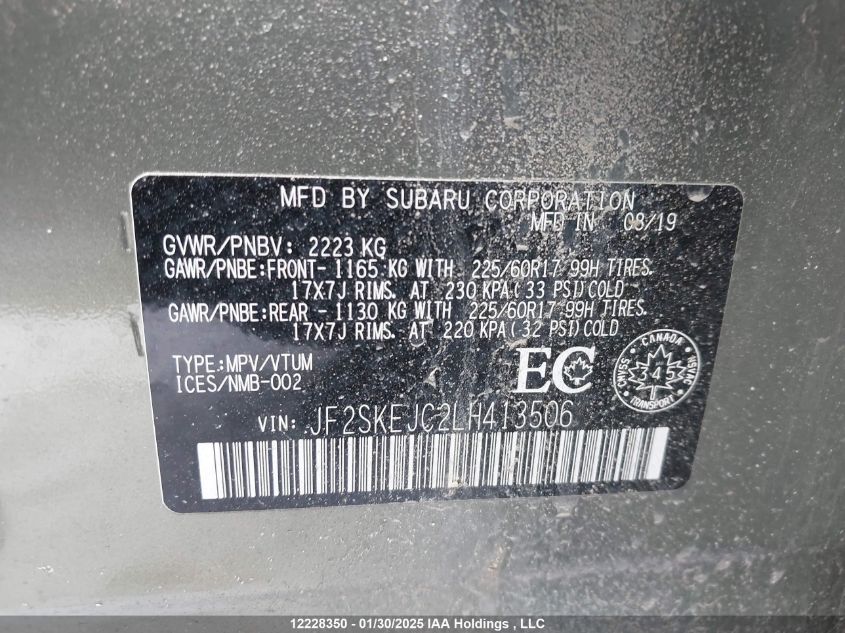 MFD BY SUBARU CORPORATION
MFD IN 08/19
GVWR/PNBV: 2223 KG
GAWR/PNBE:FRONT- 1165 KG WITH 225/60R17 99H TIRES.
17X7J RIMS. AT 230 KPA( 33 PSI)COLD
GAWR/PNBE:REAR - 1130 KG WITH 225/60R17 99H TIRES.
17X7J RIMS. AT 220 KPA( 32 PSI)COLD
TYPE:MPV/VTUM
ICES/NMB-002
EC
CANADA
CMVSS
345
NSVAC
VIN: JF2SKEJC2LH413506
12228350 - 01/30/2025 IAA Holdings , LLC